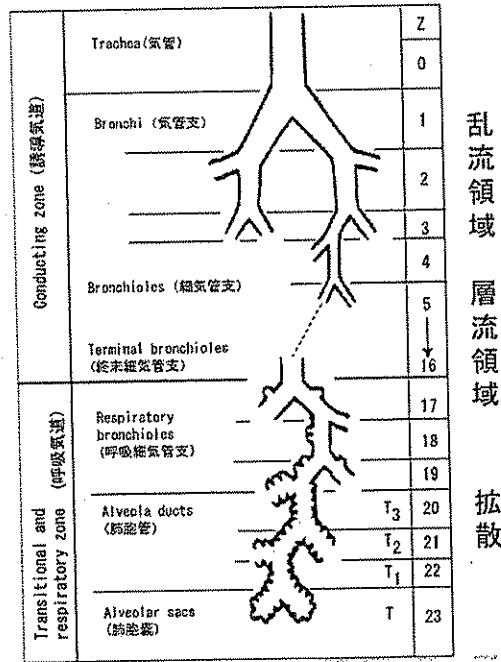 Z
Trachea(気管)
0
Bronchi (気管支)
1
2
3
4
Bronchioles (細気管支)
5
Terminal bronchioles
(終末細気管支)
16
Conducting zone (誘導気道)
17
Respiratory
bronchioles
(呼吸細気管支)
18
19
Alveola ducts
(肺胞管)
T3 20
T2 21
T1 22
Alveolar sacs
(肺胞嚢)
T 23
Transitional and
respiratory zone (呼吸気道)
乱流領域
層流領域
拡散